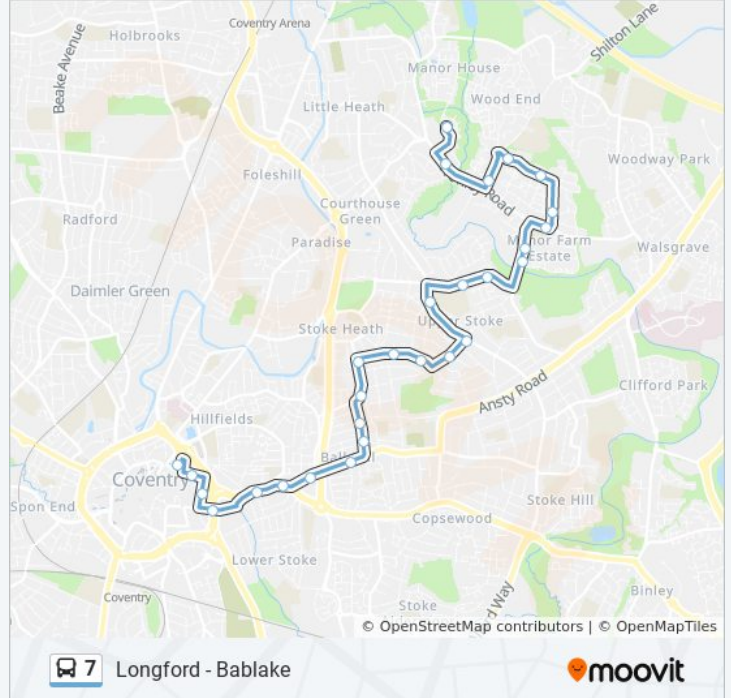 Coventry Arena
Shilton Lane
Holbrooks
Beake Avenue
Manor House
Wood End
Little Heath
Woodway Park
Foleshill
Road
Courthouse
Green
Radford
Paradise
Manor Farm
Estate
Walsgrave
Daimler Green
Stoke Heath
Upper Stoke
Ansty Road
Clifford Park
Hillfields
Coventry
Stoke Hill
Spon End
Copsewood
Lower Stoke
Binley
Coventry
Stoke
Way
© OpenStreetMap contributors | © OpenMapTiles
7 Longford - Bablake
moovit